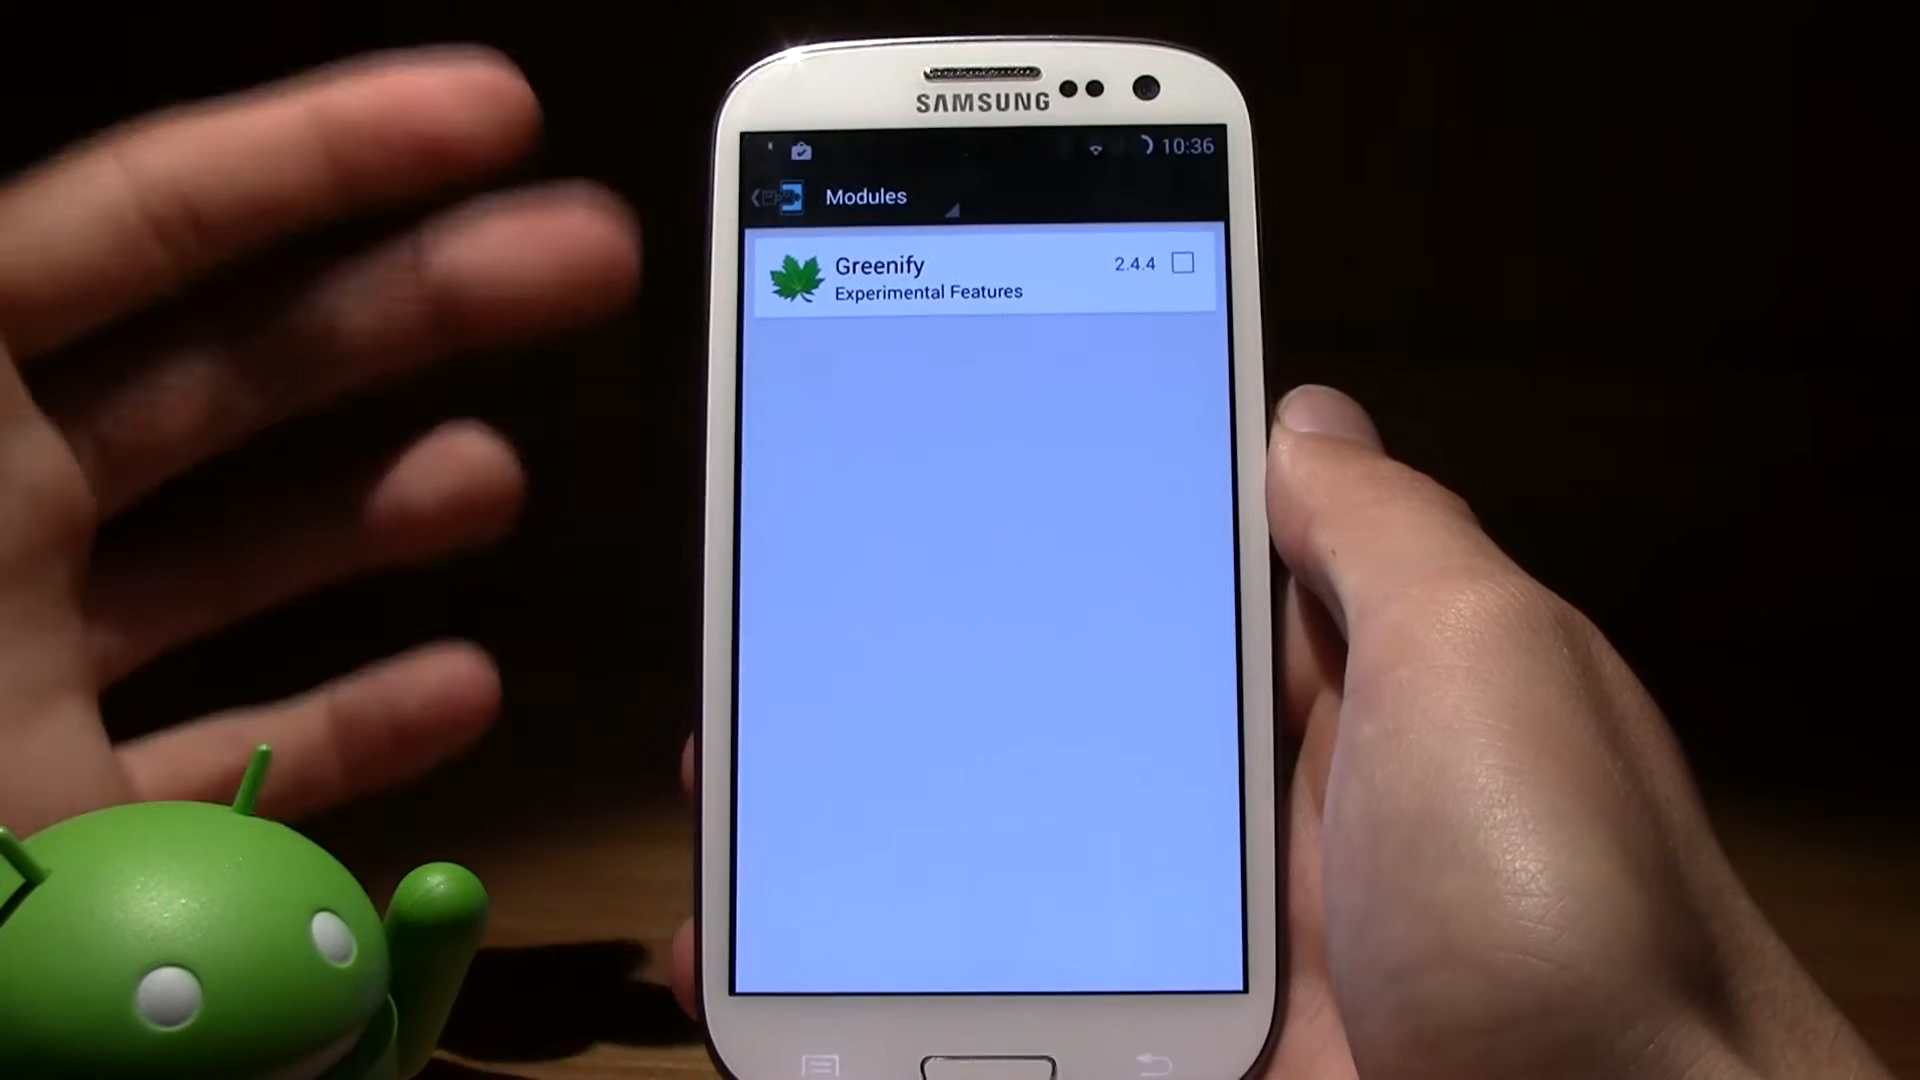 SAMSUNG
10:36
Modules
Greenify 2.4.4
Experimental Features